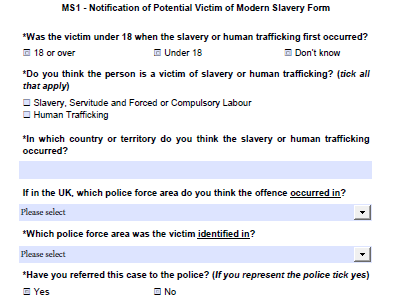 MS1 - Notification of Potential Victim of Modern Slavery Form
*Was the victim under 18 when the slavery or human trafficking first occurred?
18 or over Under 18 Don't know
*Do you think the person is a victim of slavery or human trafficking? (tick all
that apply)
Slavery, Servitude and Forced or Compulsory Labour
Human Trafficking
*In which country or territory do you think the slavery or human trafficking
occurred?
If in the UK, which police force area do you think the offence occurred in?
Please select
*Which police force area was the victim identified in?
Please select
*Have you referred this case to the police? (If you represent the police tick yes)
Yes No